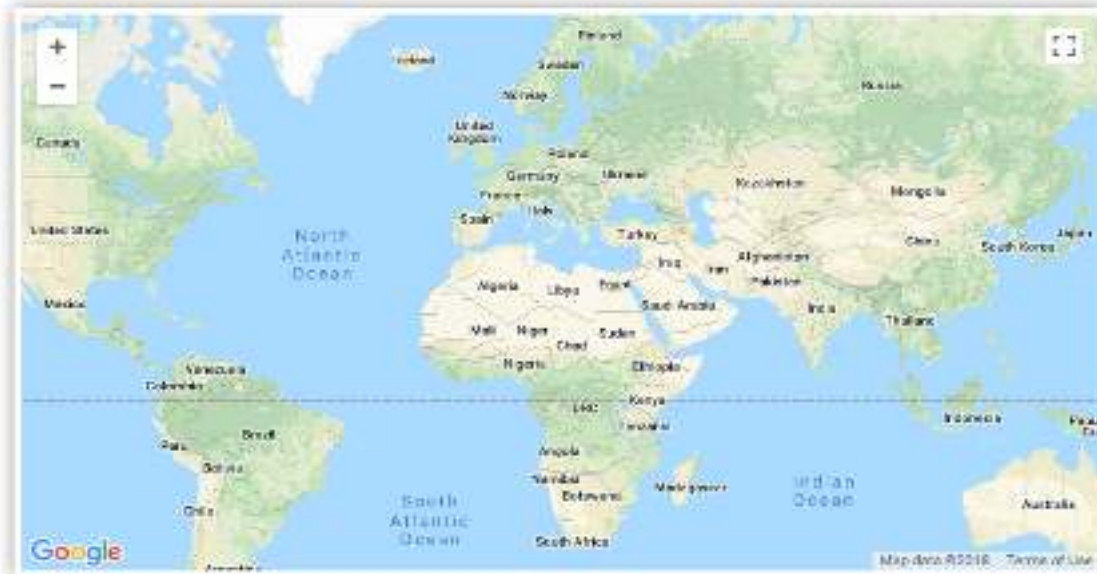 +
Finland
Iceland
Sweden
Russia
−
Norway
United
Kingdom
Canada
Poland
Germany
Ukraine
Kazakhstan
Mongolia
France
Italy
Spain
United States
Turkey
China
Japan
South Korea
North
Atlantic
Ocean
Iraq
Iran
Afghanistan
Pakistan
Algeria
Libya
Egypt
Mexico
Saudi Arabia
India
Thailand
Mali
Niger
Chad
Sudan
Nigeria
Ethiopia
Venezuela
Colombia
DRC
Kenya
Indonesia
Tanzania
Brazil
Peru
Angola
Bolivia
Namibia
Botswana
Madagascar
Indian
Ocean
South
Atlantic
Ocean
Chile
Australia
South Africa
Google
Argentina
Map data ©2018 Terms of Use